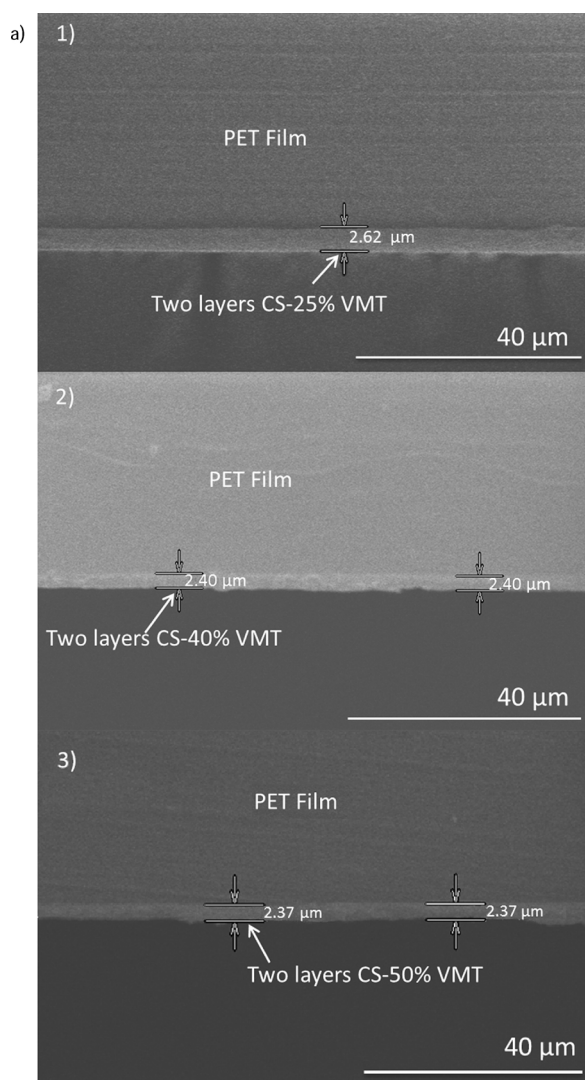 a)
1)
PET Film
2.62 μm
Two layers CS-25% VMT
40 μm
2)
PET Film
2.40 μm
2.40 μm
Two layers CS-40% VMT
40 μm
3)
PET Film
2.37 μm
2.37 μm
Two layers CS-50% VMT
40 μm